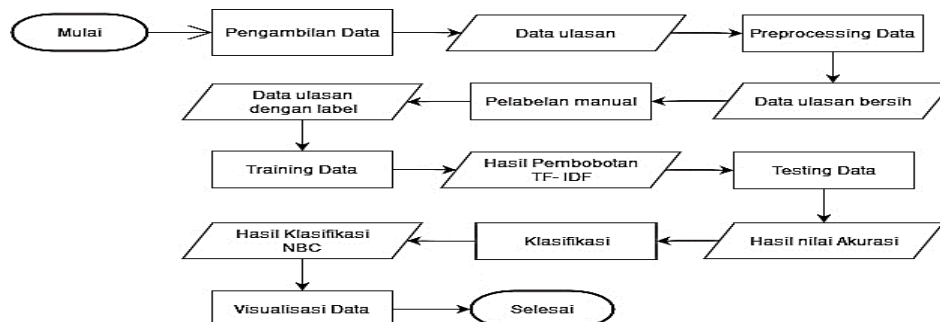 Mulai
Pengambilan Data
Data ulasan
Preprocessing Data
Data ulasan bersih
Pelabelan manual
Data ulasan
dengan label
Training Data
Hasil Pembobotan
TF- IDF
Testing Data
Hasil nilai Akurasi
Klasifikasi
Hasil Klasifikasi
NBC
Visualisasi Data
Selesai